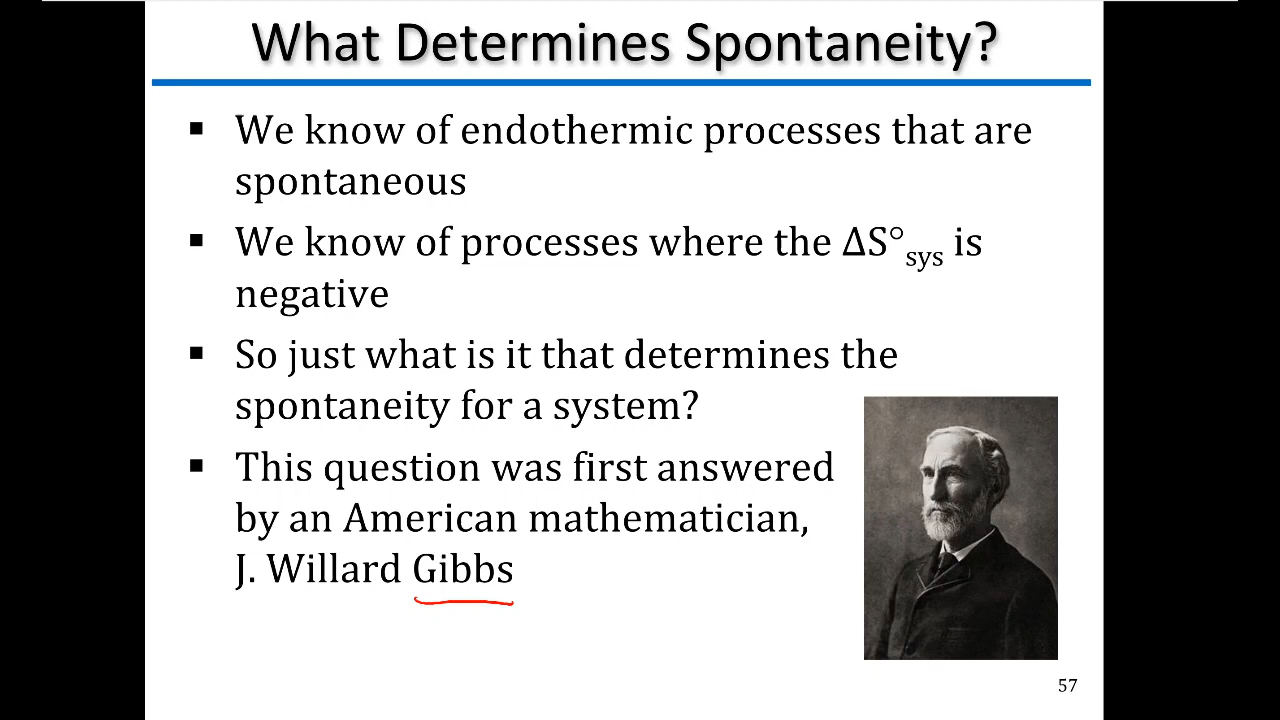 What Determines Spontaneity?
▪ We know of endothermic processes that are
spontaneous
▪ We know of processes where the ΔS°sys is
negative
▪ So just what is it that determines the
spontaneity for a system?
▪ This question was first answered
by an American mathematician,
J. Willard Gibbs
57